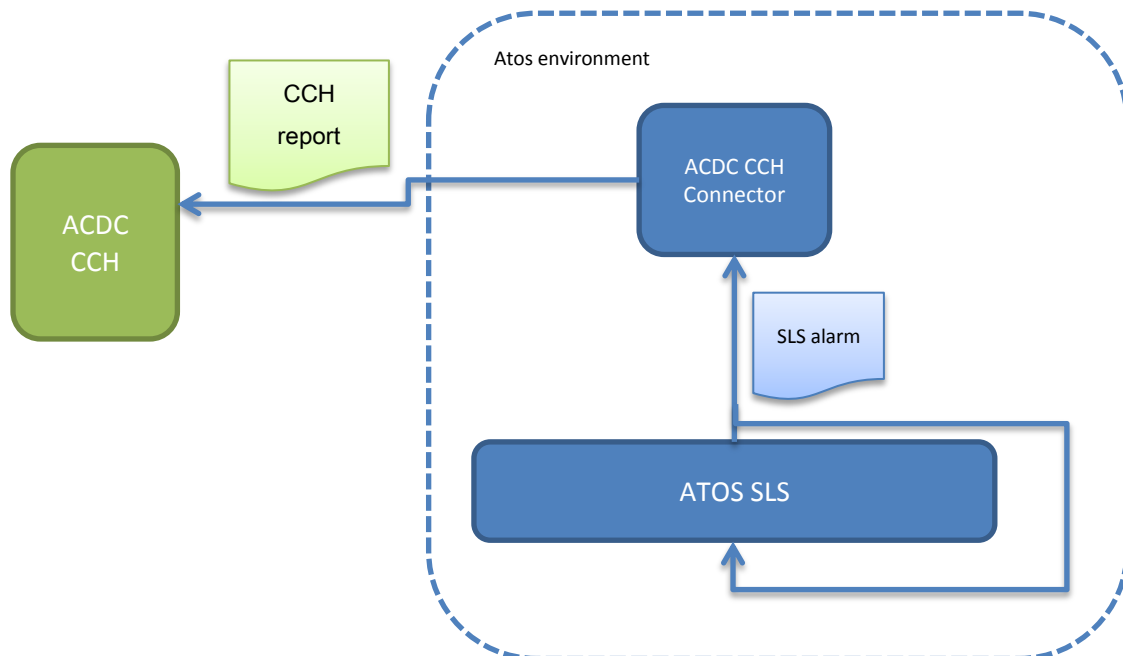 Atos environment
CCH
report
ACDC CCH
Connector
ACDC
CCH
SLS alarm
ATOS SLS